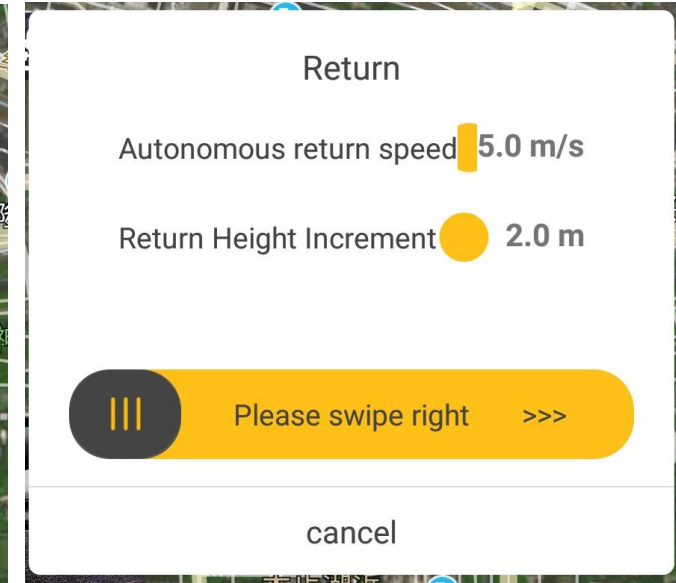 Return
Autonomous return speed 5.0 m/s
Return Height Increment 2.0 m
Please swipe right >>>
cancel